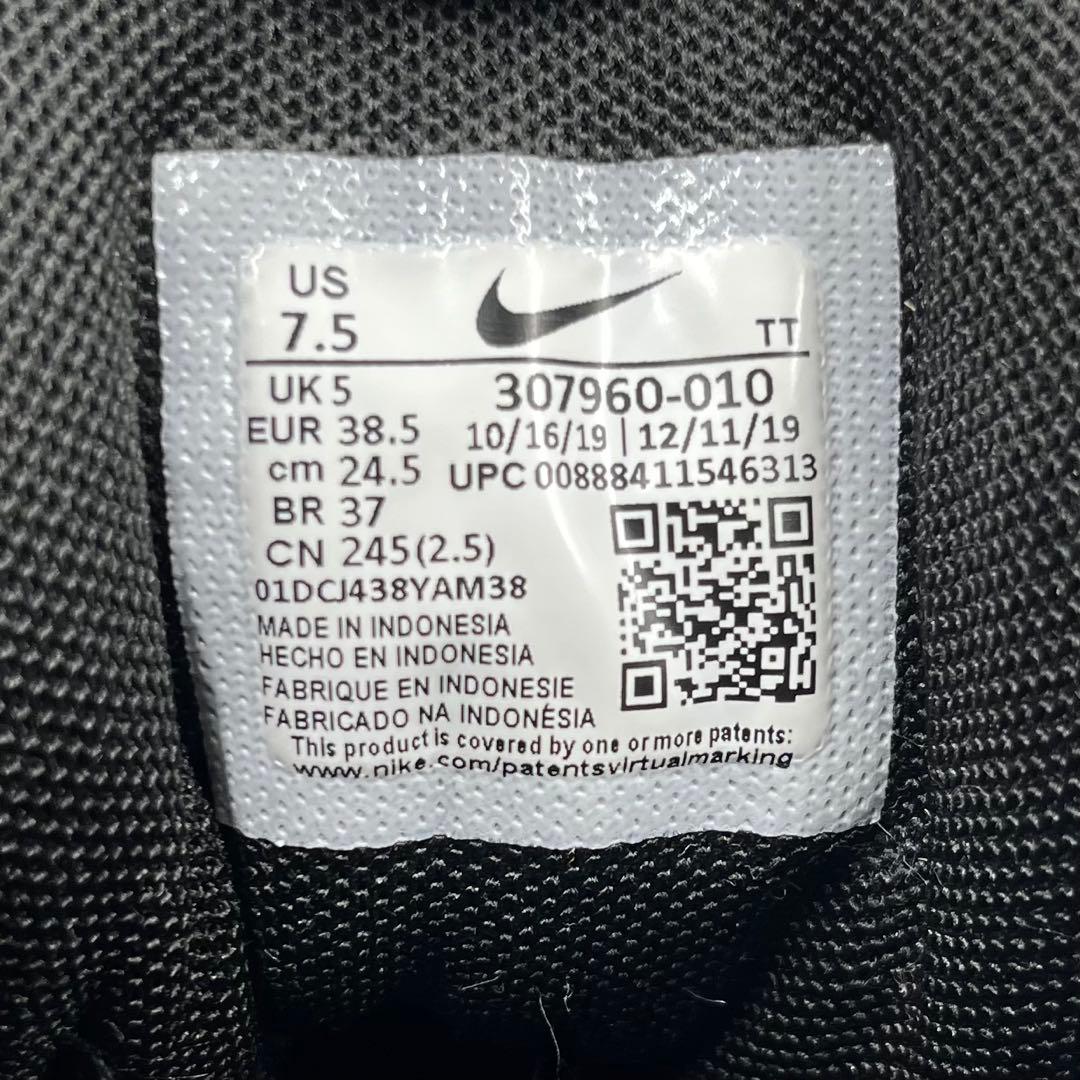 US
7.5
TT
UK 5
307960-010
EUR 38.5
10/16/19 | 12/11/19
cm 24.5
UPC 00888411546313
BR 37
CN 245(2.5)
01DCJ438YAM38
MADE IN INDONESIA
HECHO EN INDONESIA
FABRIQUE EN INDONESIE
FABRICADO NA INDONÉSIA
This product is covered by one or more patents:
www.nike.com/patentsvirtualmarking